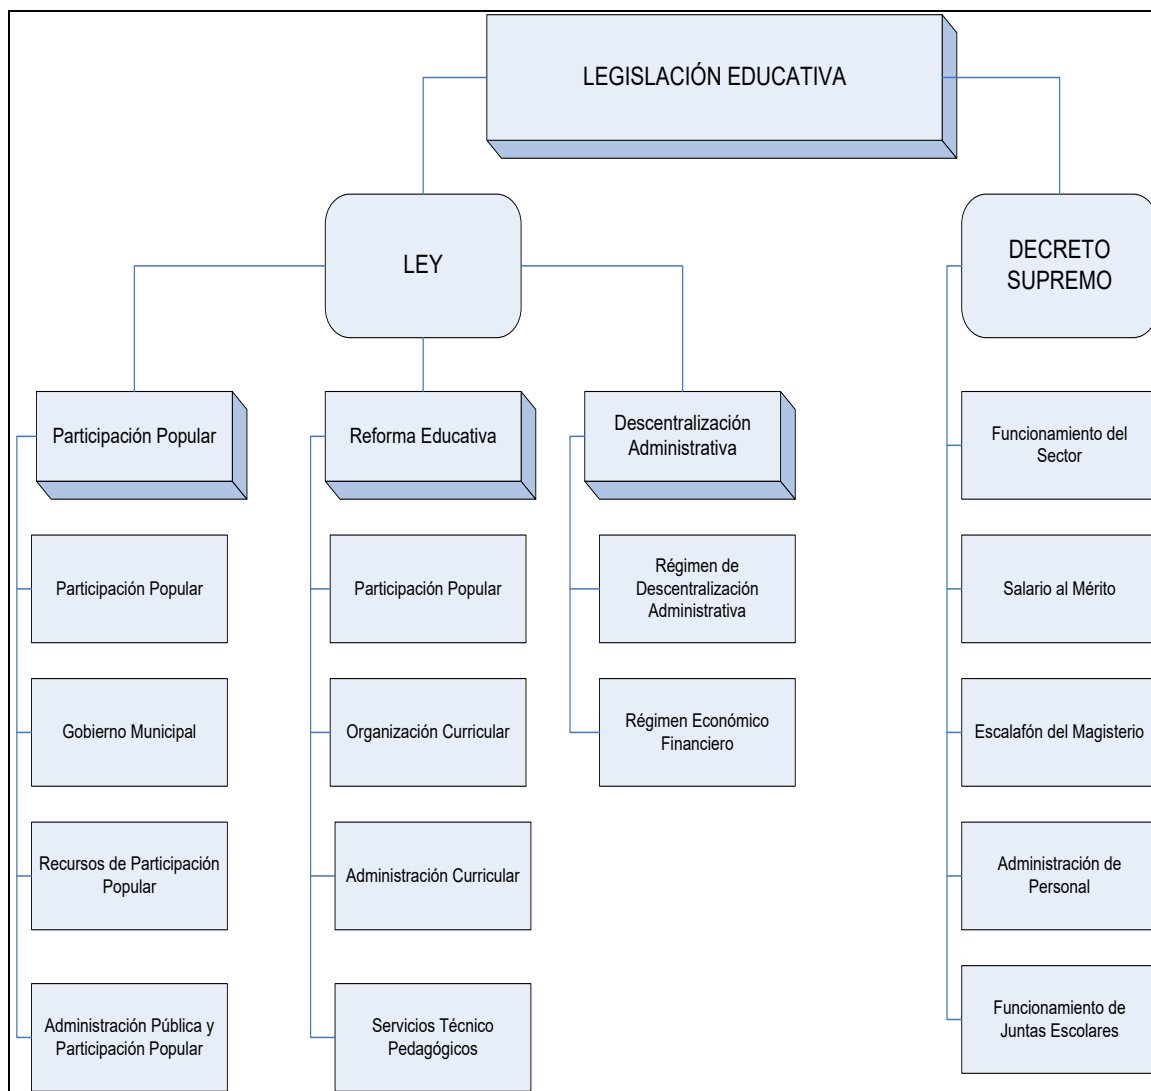 LEGISLACIÓN EDUCATIVA
LEY
DECRETO
SUPREMO
Participación Popular
Reforma Educativa
Descentralización
Administrativa
Funcionamiento del
Sector
Participación Popular
Participación Popular
Régimen de
Descentralización
Administrativa
Salario al Mérito
Gobierno Municipal
Organización Curricular
Régimen Económico
Financiero
Escalafón del Magisterio
Recursos de Participación
Popular
Administración Curricular
Administración de
Personal
Administración Pública y
Participación Popular
Servicios Técnico
Pedagógicos
Funcionamiento de
Juntas Escolares